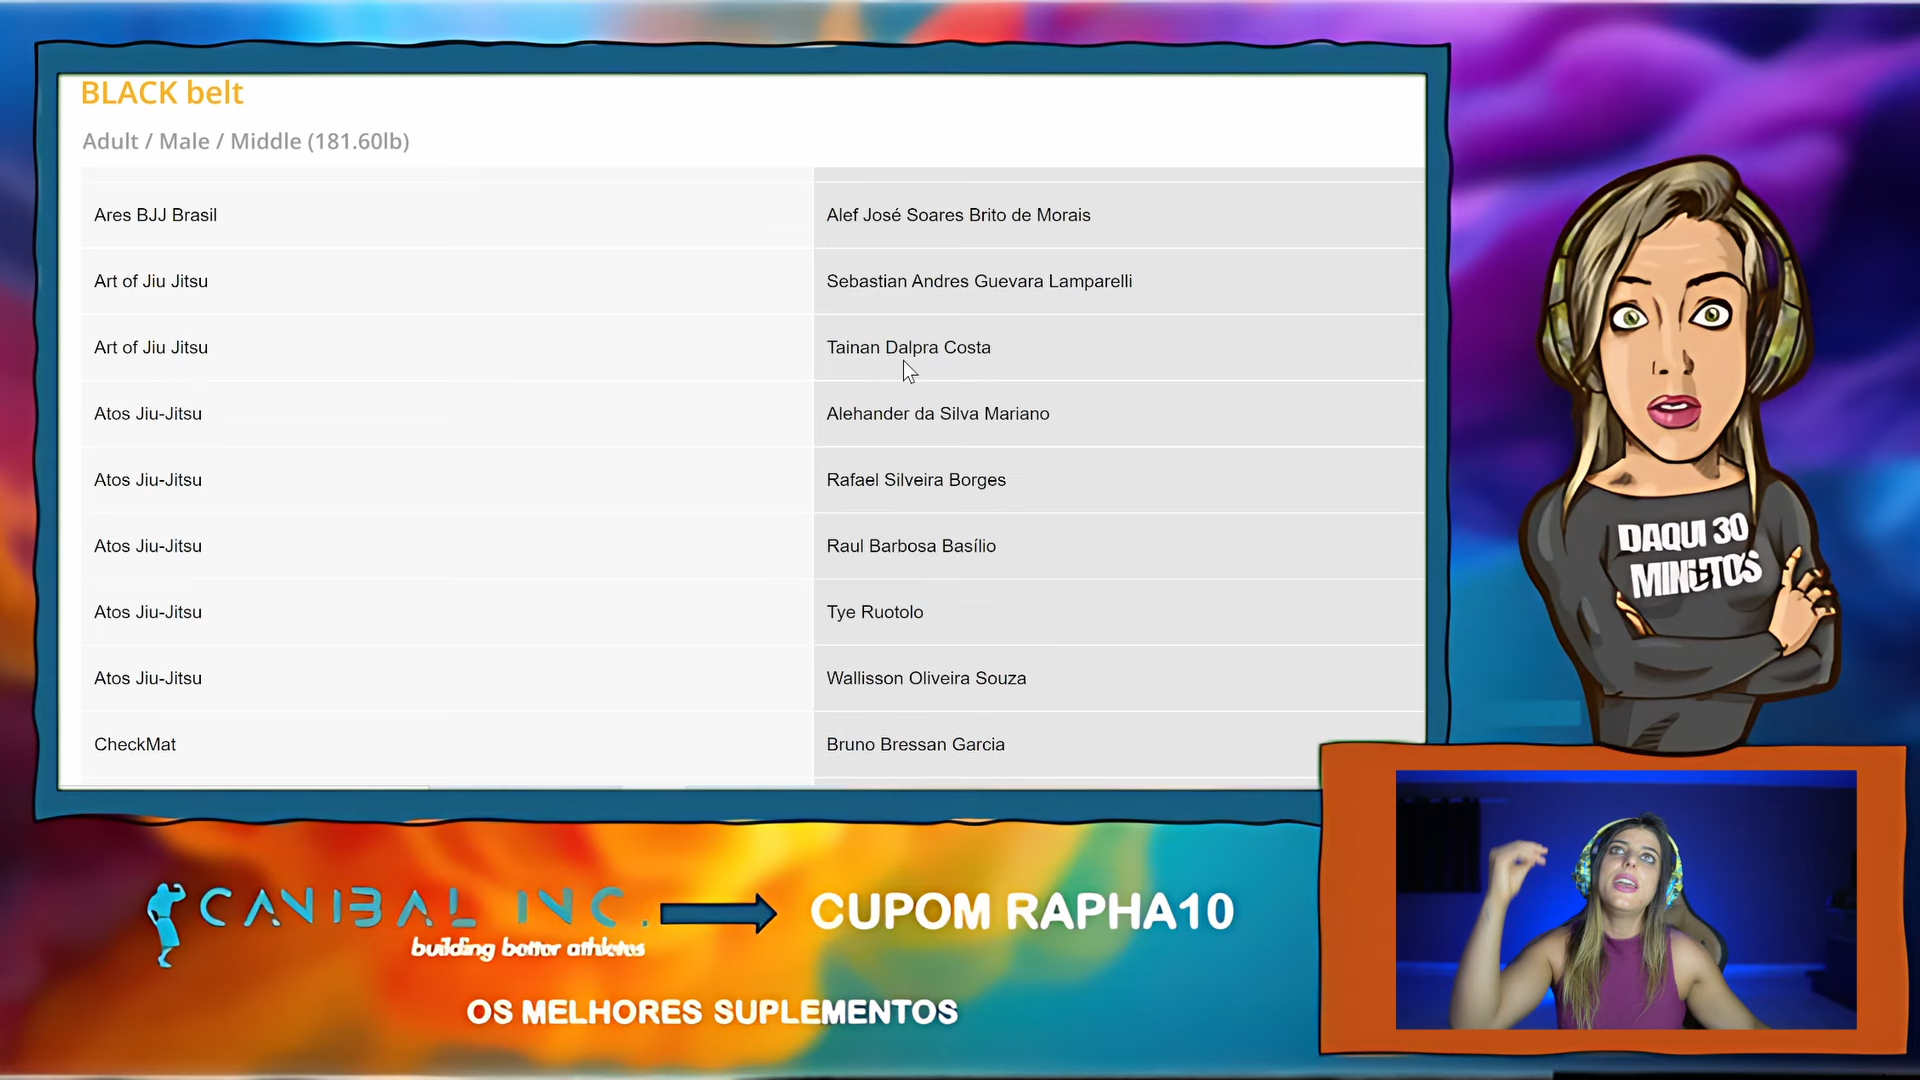 BLACK belt
Adult / Male / Middle (181.60lb)
Ares BJJ Brasil Alef José Soares Brito de Morais
Art of Jiu Jitsu Sebastian Andres Guevara Lamparelli
Art of Jiu Jitsu Tainan Dalpra Costa
Atos Jiu-Jitsu Alehander da Silva Mariano
Atos Jiu-Jitsu Rafael Silveira Borges
Atos Jiu-Jitsu Raul Barbosa Basílio
Atos Jiu-Jitsu Tye Ruotolo
Atos Jiu-Jitsu Wallisson Oliveira Souza
CheckMat Bruno Bressan Garcia
DAQUI 30
MINUTOS
CANIBAL INC.
building better athletes
CUPOM RAPHA10
OS MELHORES SUPLEMENTOS